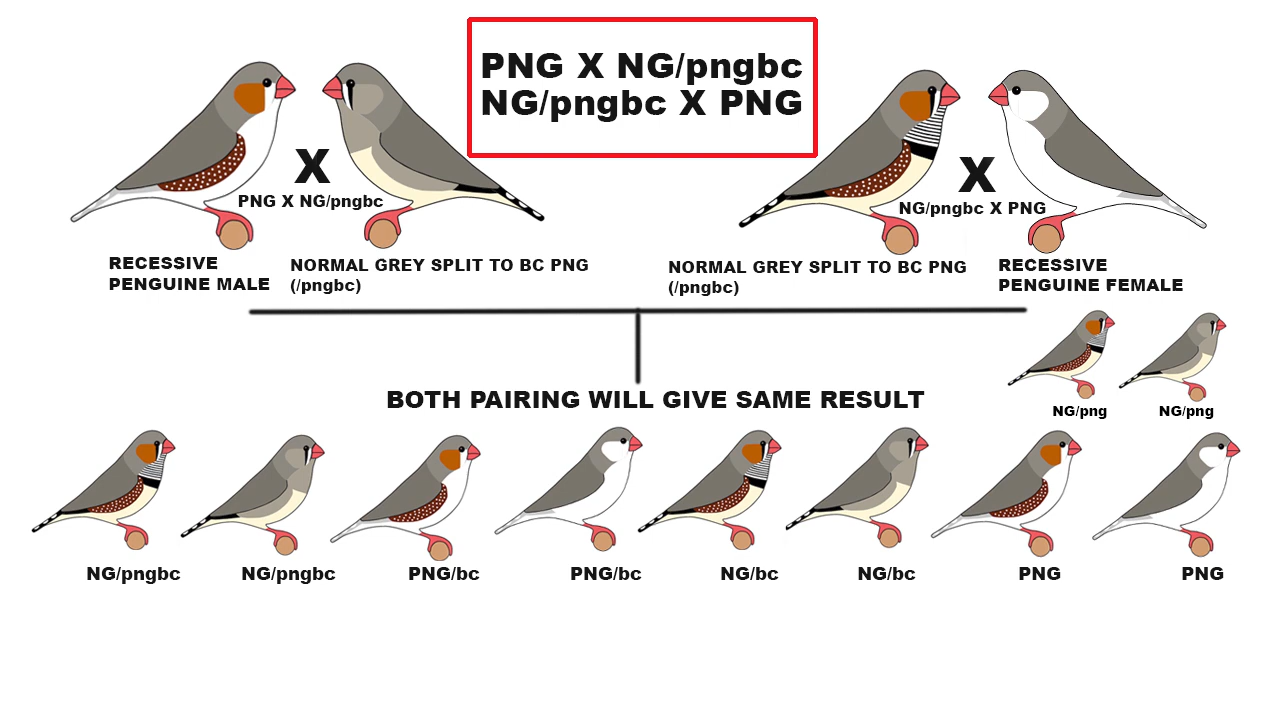 PNG X NG/pngbc
NG/pngbc X PNG
X
PNG X NG/pngbc
X
NG/pngbc X PNG
RECESSIVE
PENGUINE MALE
NORMAL GREY SPLIT TO BC PNG
(/pngbc)
NORMAL GREY SPLIT TO BC PNG
(/pngbc)
RECESSIVE
PENGUINE FEMALE
BOTH PAIRING WILL GIVE SAME RESULT
NG/png
NG/png
NG/pngbc
NG/pngbc
PNG/bc
PNG/bc
NG/bc
NG/bc
PNG
PNG